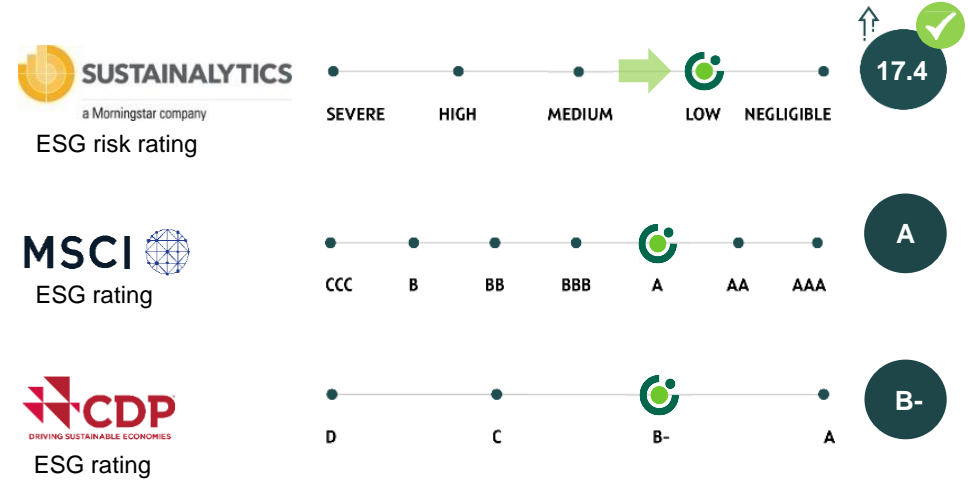 SUSTAINALYTICS
a Morningstar company
ESG risk rating
SEVERE HIGH MEDIUM LOW NEGLIGIBLE
17.4
MSCI
ESG rating
CCC B BB BBB A AA AAA
A
CDP
DRIVING SUSTAINABLE ECONOMIES
ESG rating
D C B- A
B-